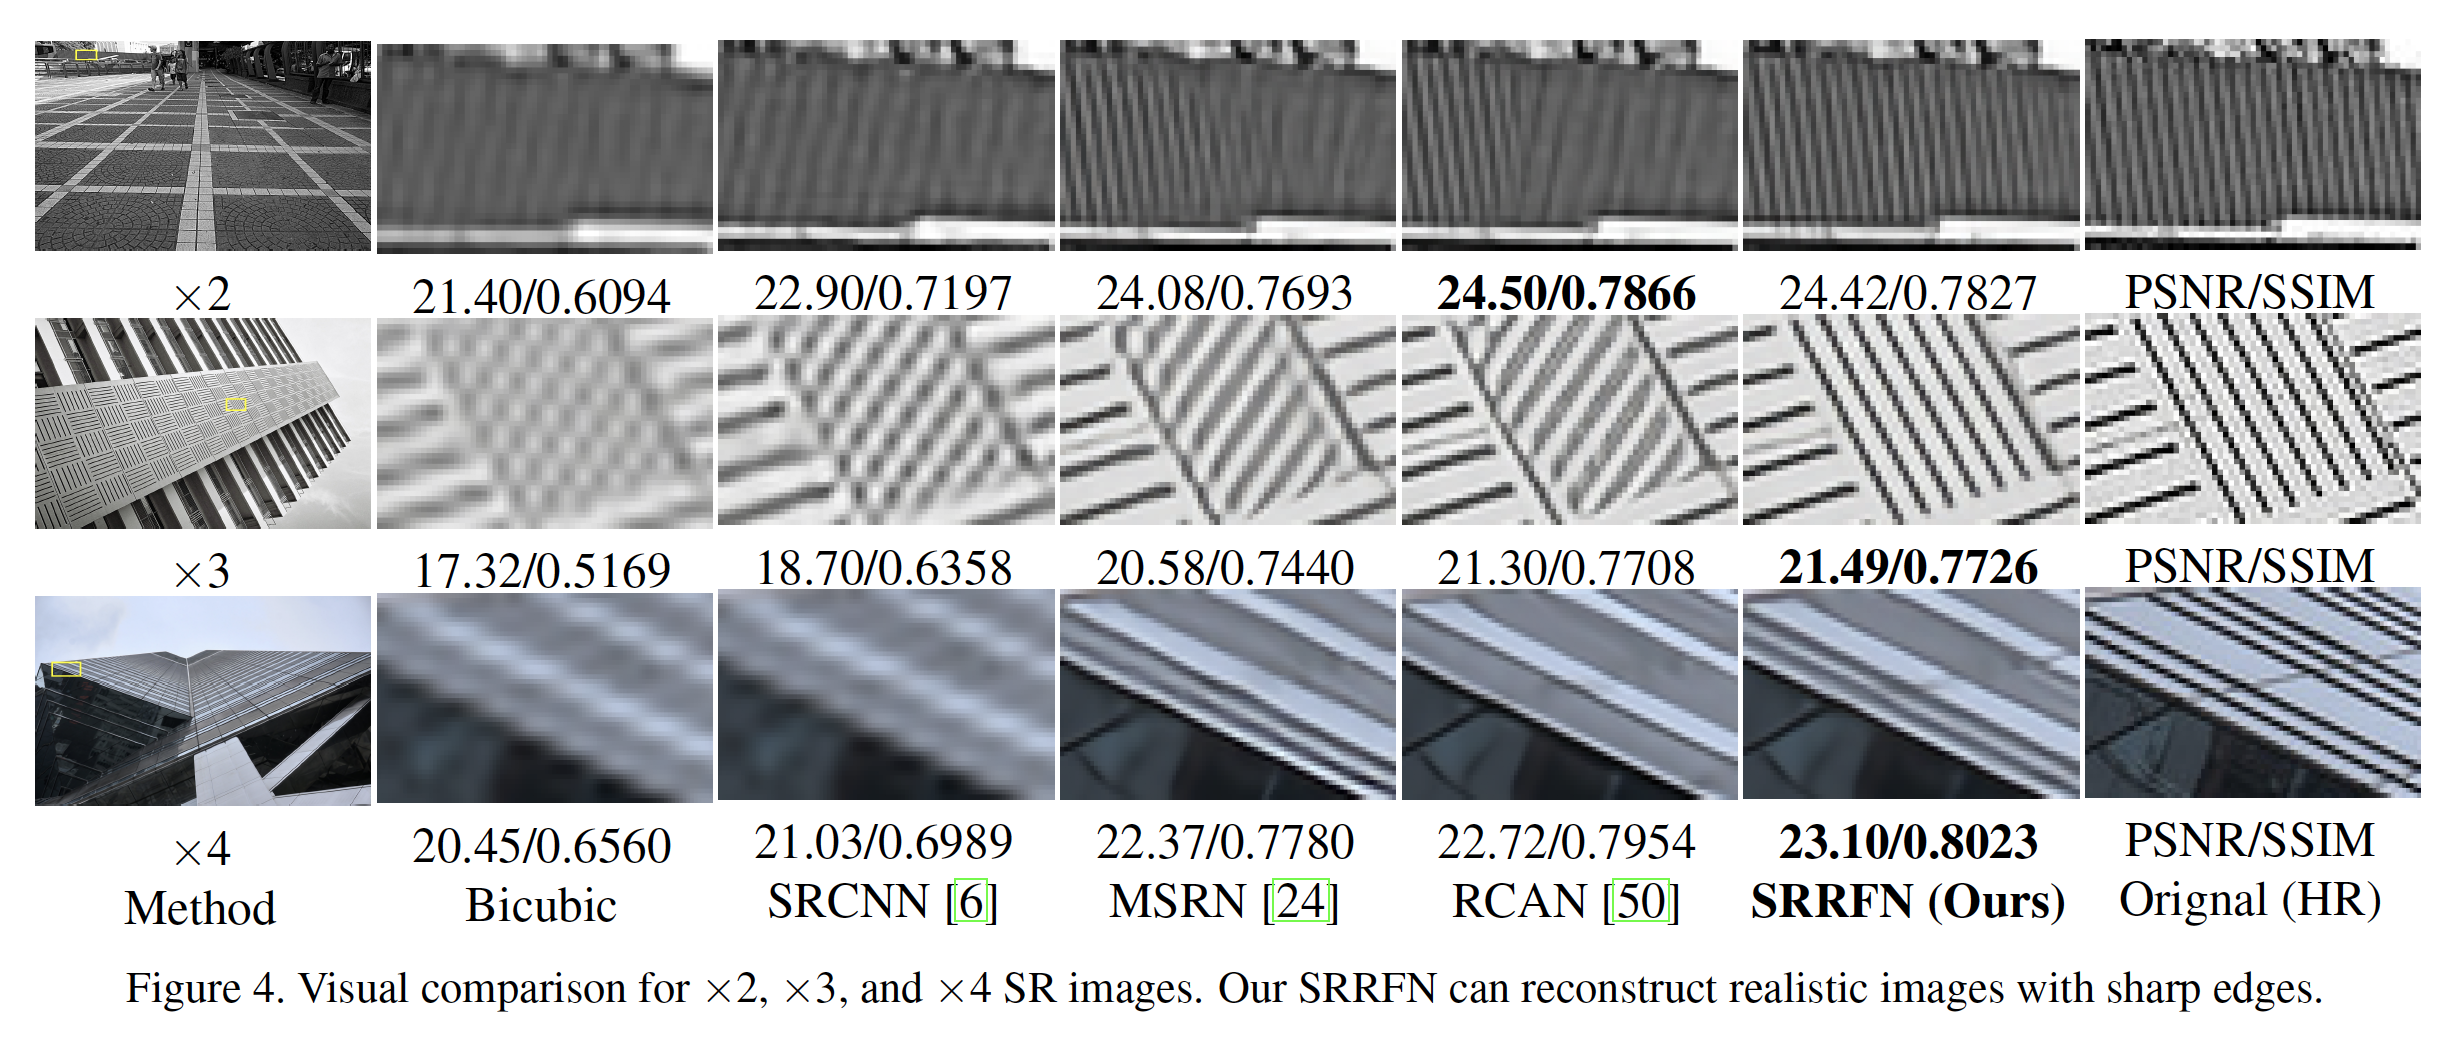 ×2 21.40/0.6094 22.90/0.7197 24.08/0.7693 24.50/0.7866 24.42/0.7827 PSNR/SSIM
×3 17.32/0.5169 18.70/0.6358 20.58/0.7440 21.30/0.7708 21.49/0.7726 PSNR/SSIM
×4 20.45/0.6560 21.03/0.6989 22.37/0.7780 22.72/0.7954 23.10/0.8023 PSNR/SSIM
Method Bicubic SRCNN [6] MSRN [24] RCAN [50] SRRFN (Ours) Orignal (HR)
Figure 4. Visual comparison for ×2, ×3, and ×4 SR images. Our SRRFN can reconstruct realistic images with sharp edges.